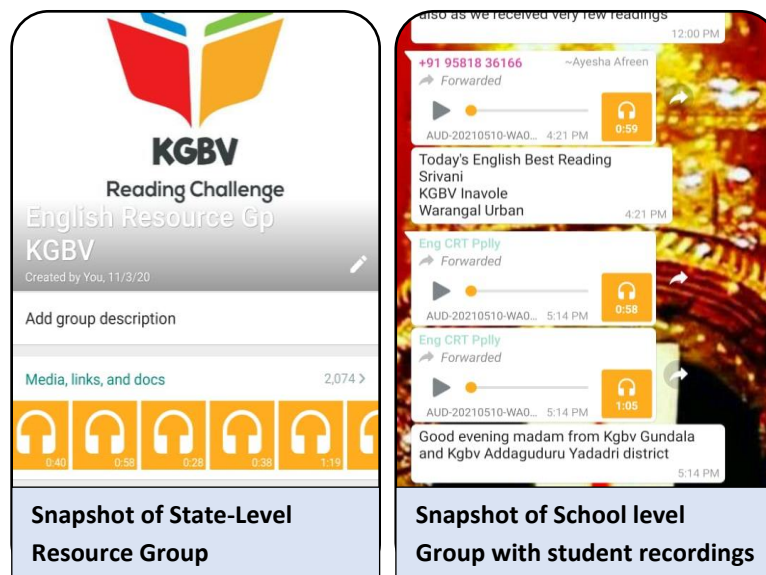 KGBV
Reading Challenge
English Resource Gp
KGBV
Created by You, 11/3/20
Add group description
Media, links, and docs 2,074 >
0:40 0:58 0:28 0:38 1:19
Snapshot of State-Level
Resource Group
also as we received very few readings
12:00 PM
+91 95818 36166 ~Ayesha Afreen
Forwarded
0:59
AUD-20210510-WA0... 4:21 PM
Today's English Best Reading
Srivani
KGBV Inavole
Warangal Urban
4:21 PM
Eng CRT Pplly
Forwarded
0:58
AUD-20210510-WA0... 5:14 PM
Eng CRT Pplly
Forwarded
1:05
AUD-20210510-WA0... 5:14 PM
Good evening madam from Kgbv Gundala
and Kgbv Addaguduru Yadadri district
5:14 PM
Snapshot of School level
Group with student recordings